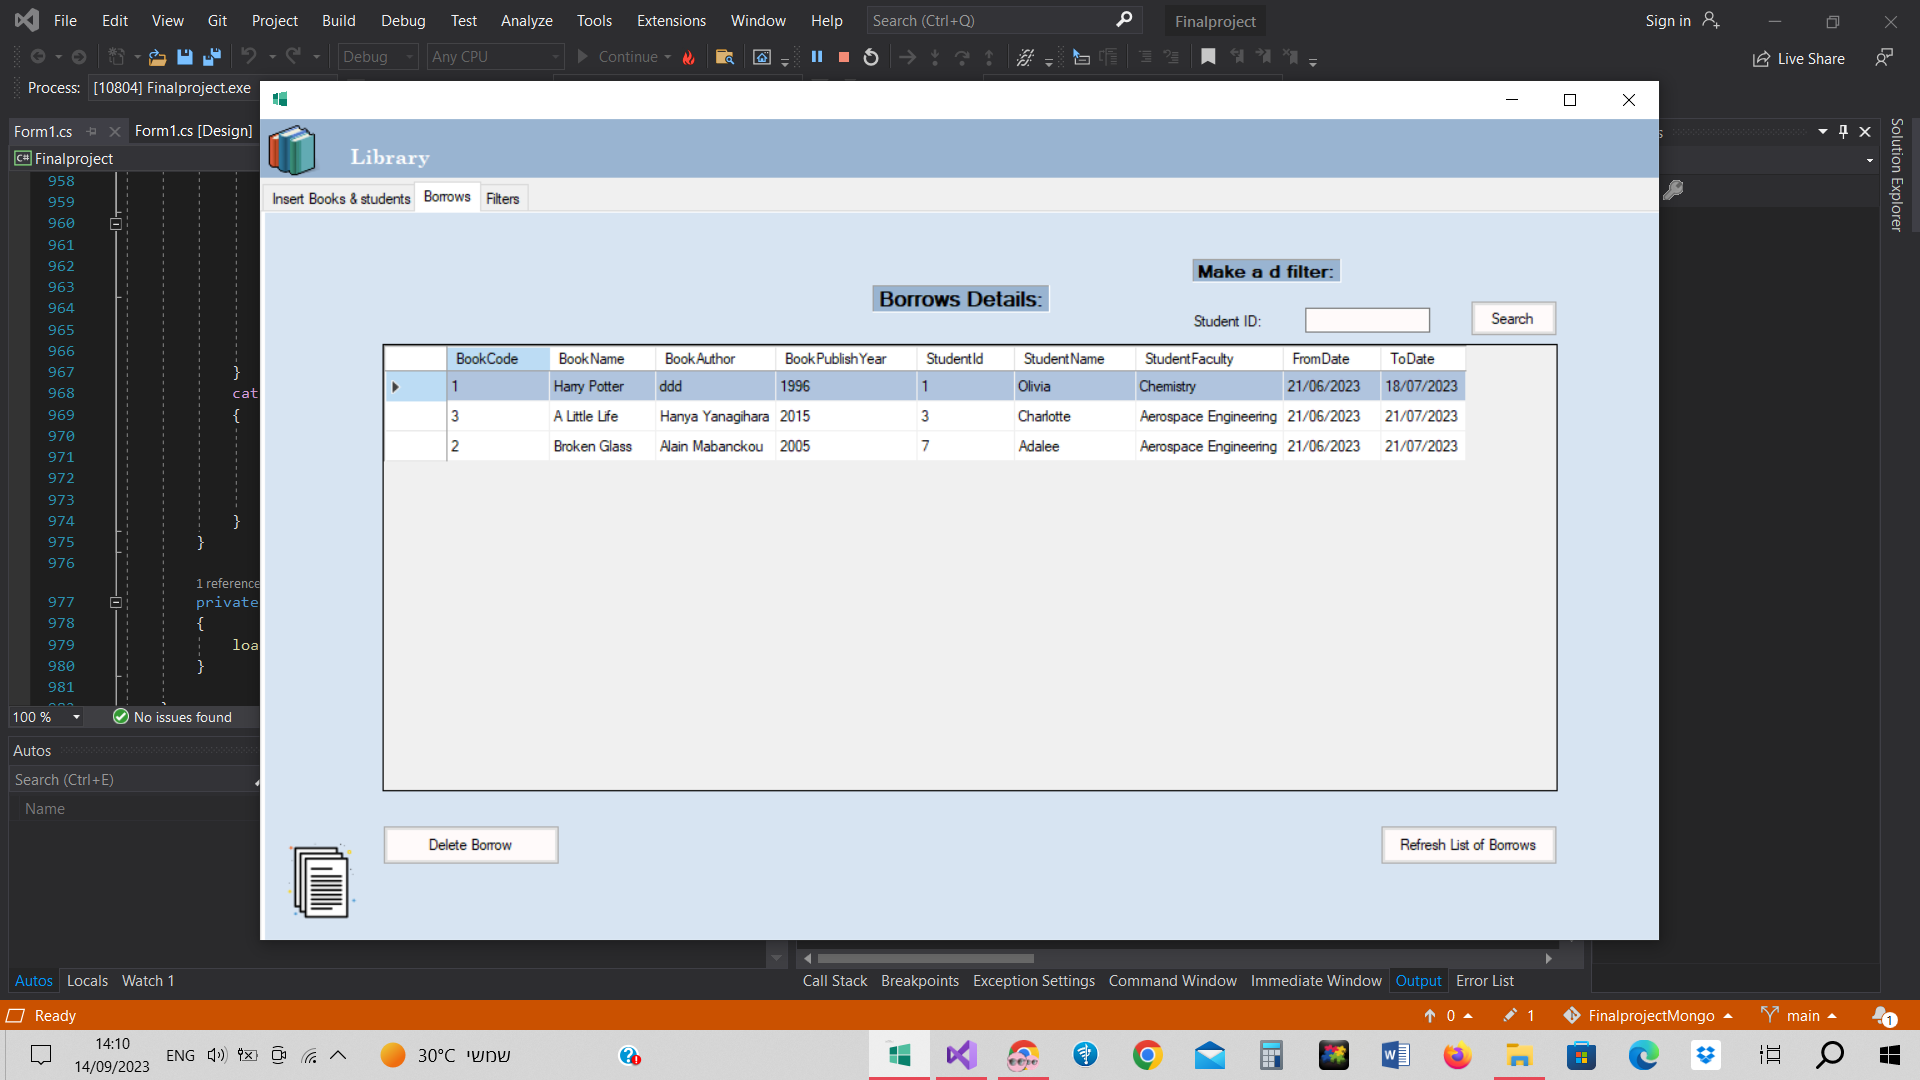 File Edit View Git Project Build Debug Test Analyze Tools Extensions Window Help Search (Ctrl+Q) Finalproject Sign in
Debug Any CPU Continue Live Share
Process: [10804] Finalproject.exe
Form1.cs Form1.cs [Design]
C# Finalproject
Solution Explorer
Library
Insert Books & students Borrows Filters
Make a d filter:
Borrows Details:
Student ID: Search
BookCode BookName BookAuthor BookPublishYear StudentId StudentName StudentFaculty FromDate ToDate
1 Harry Potter ddd 1996 1 Olivia Chemistry 21/06/2023 18/07/2023
3 A Little Life Hanya Yanagihara 2015 3 Charlotte Aerospace Engineering 21/06/2023 21/07/2023
2 Broken Glass Alain Mabanckou 2005 7 Adalee Aerospace Engineering 21/06/2023 21/07/2023
Delete Borrow Refresh List of Borrows
958
959
960
961
962
963
964
965
966
967 }
968 cat
969 {
970
971
972
973
974 }
975 }
976
1 reference
977 private
978 {
979 loa
980 }
981
100 % No issues found
Autos
Search (Ctrl+E)
Name
Autos Locals Watch 1
Call Stack Breakpoints Exception Settings Command Window Immediate Window Output Error List
Ready 0 1 FinalprojectMongo main 1
14:10
14/09/2023
ENG 30°C שמשי